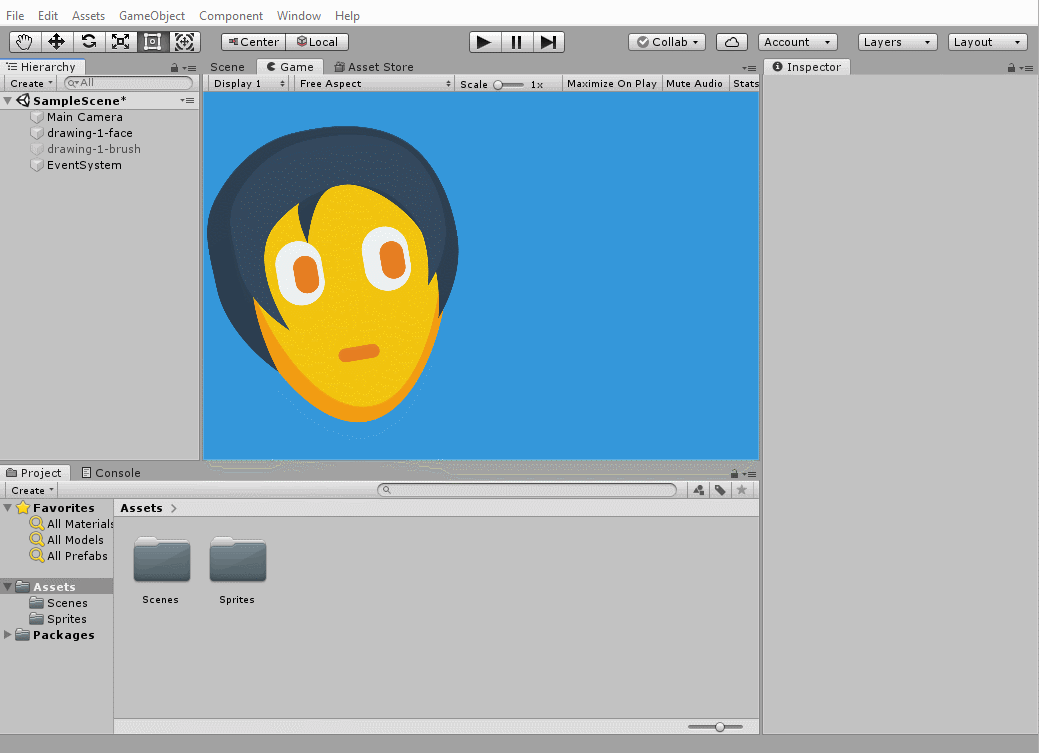 File Edit Assets GameObject Component Window Help
Center Local Collab Account Layers Layout
Hierarchy Scene Game Asset Store Inspector
Create All Display 1 Free Aspect Scale 1x Maximize On Play Mute Audio Stats
SampleScene*
Main Camera
drawing-1-face
drawing-1-brush
EventSystem
Project Console
Create
Favorites Assets
All Materials
All Models
All Prefabs
Assets
Scenes Scenes Sprites
Sprites
Packages